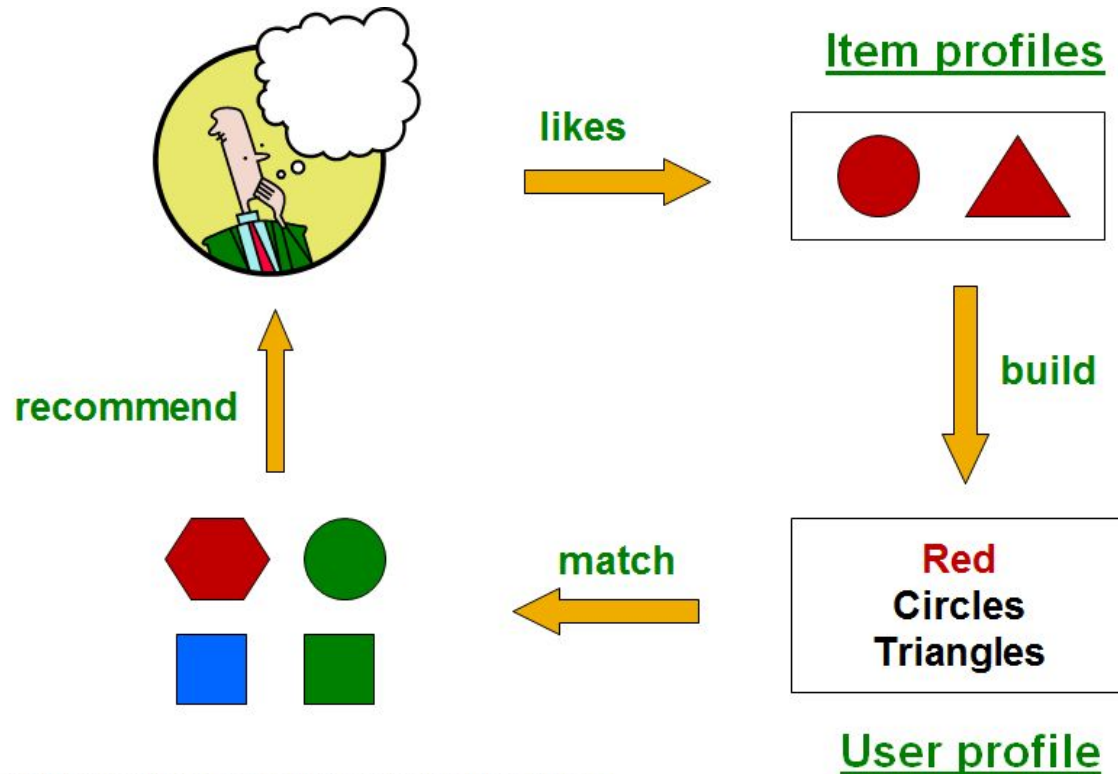 Item profiles
likes
build
recommend
match
Red
Circles
Triangles
User profile